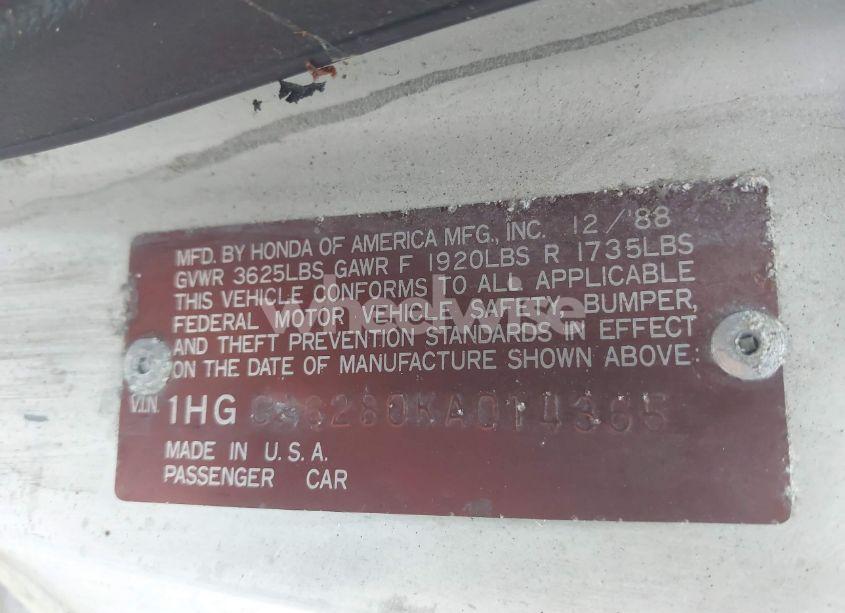 MFD. BY HONDA OF AMERICA MFG., INC. 12/'88
GVWR 3625LBS GAWR F 1920LBS R 1735LBS
THIS VEHICLE CONFORMS TO ALL APPLICABLE
FEDERAL MOTOR VEHICLE SAFETY, BUMPER,
AND THEFT PREVENTION STANDARDS IN EFFECT
ON THE DATE OF MANUFACTURE SHOWN ABOVE:
V.I.N. 1HG
MADE IN U.S.A.
PASSENGER CAR
wheelwise